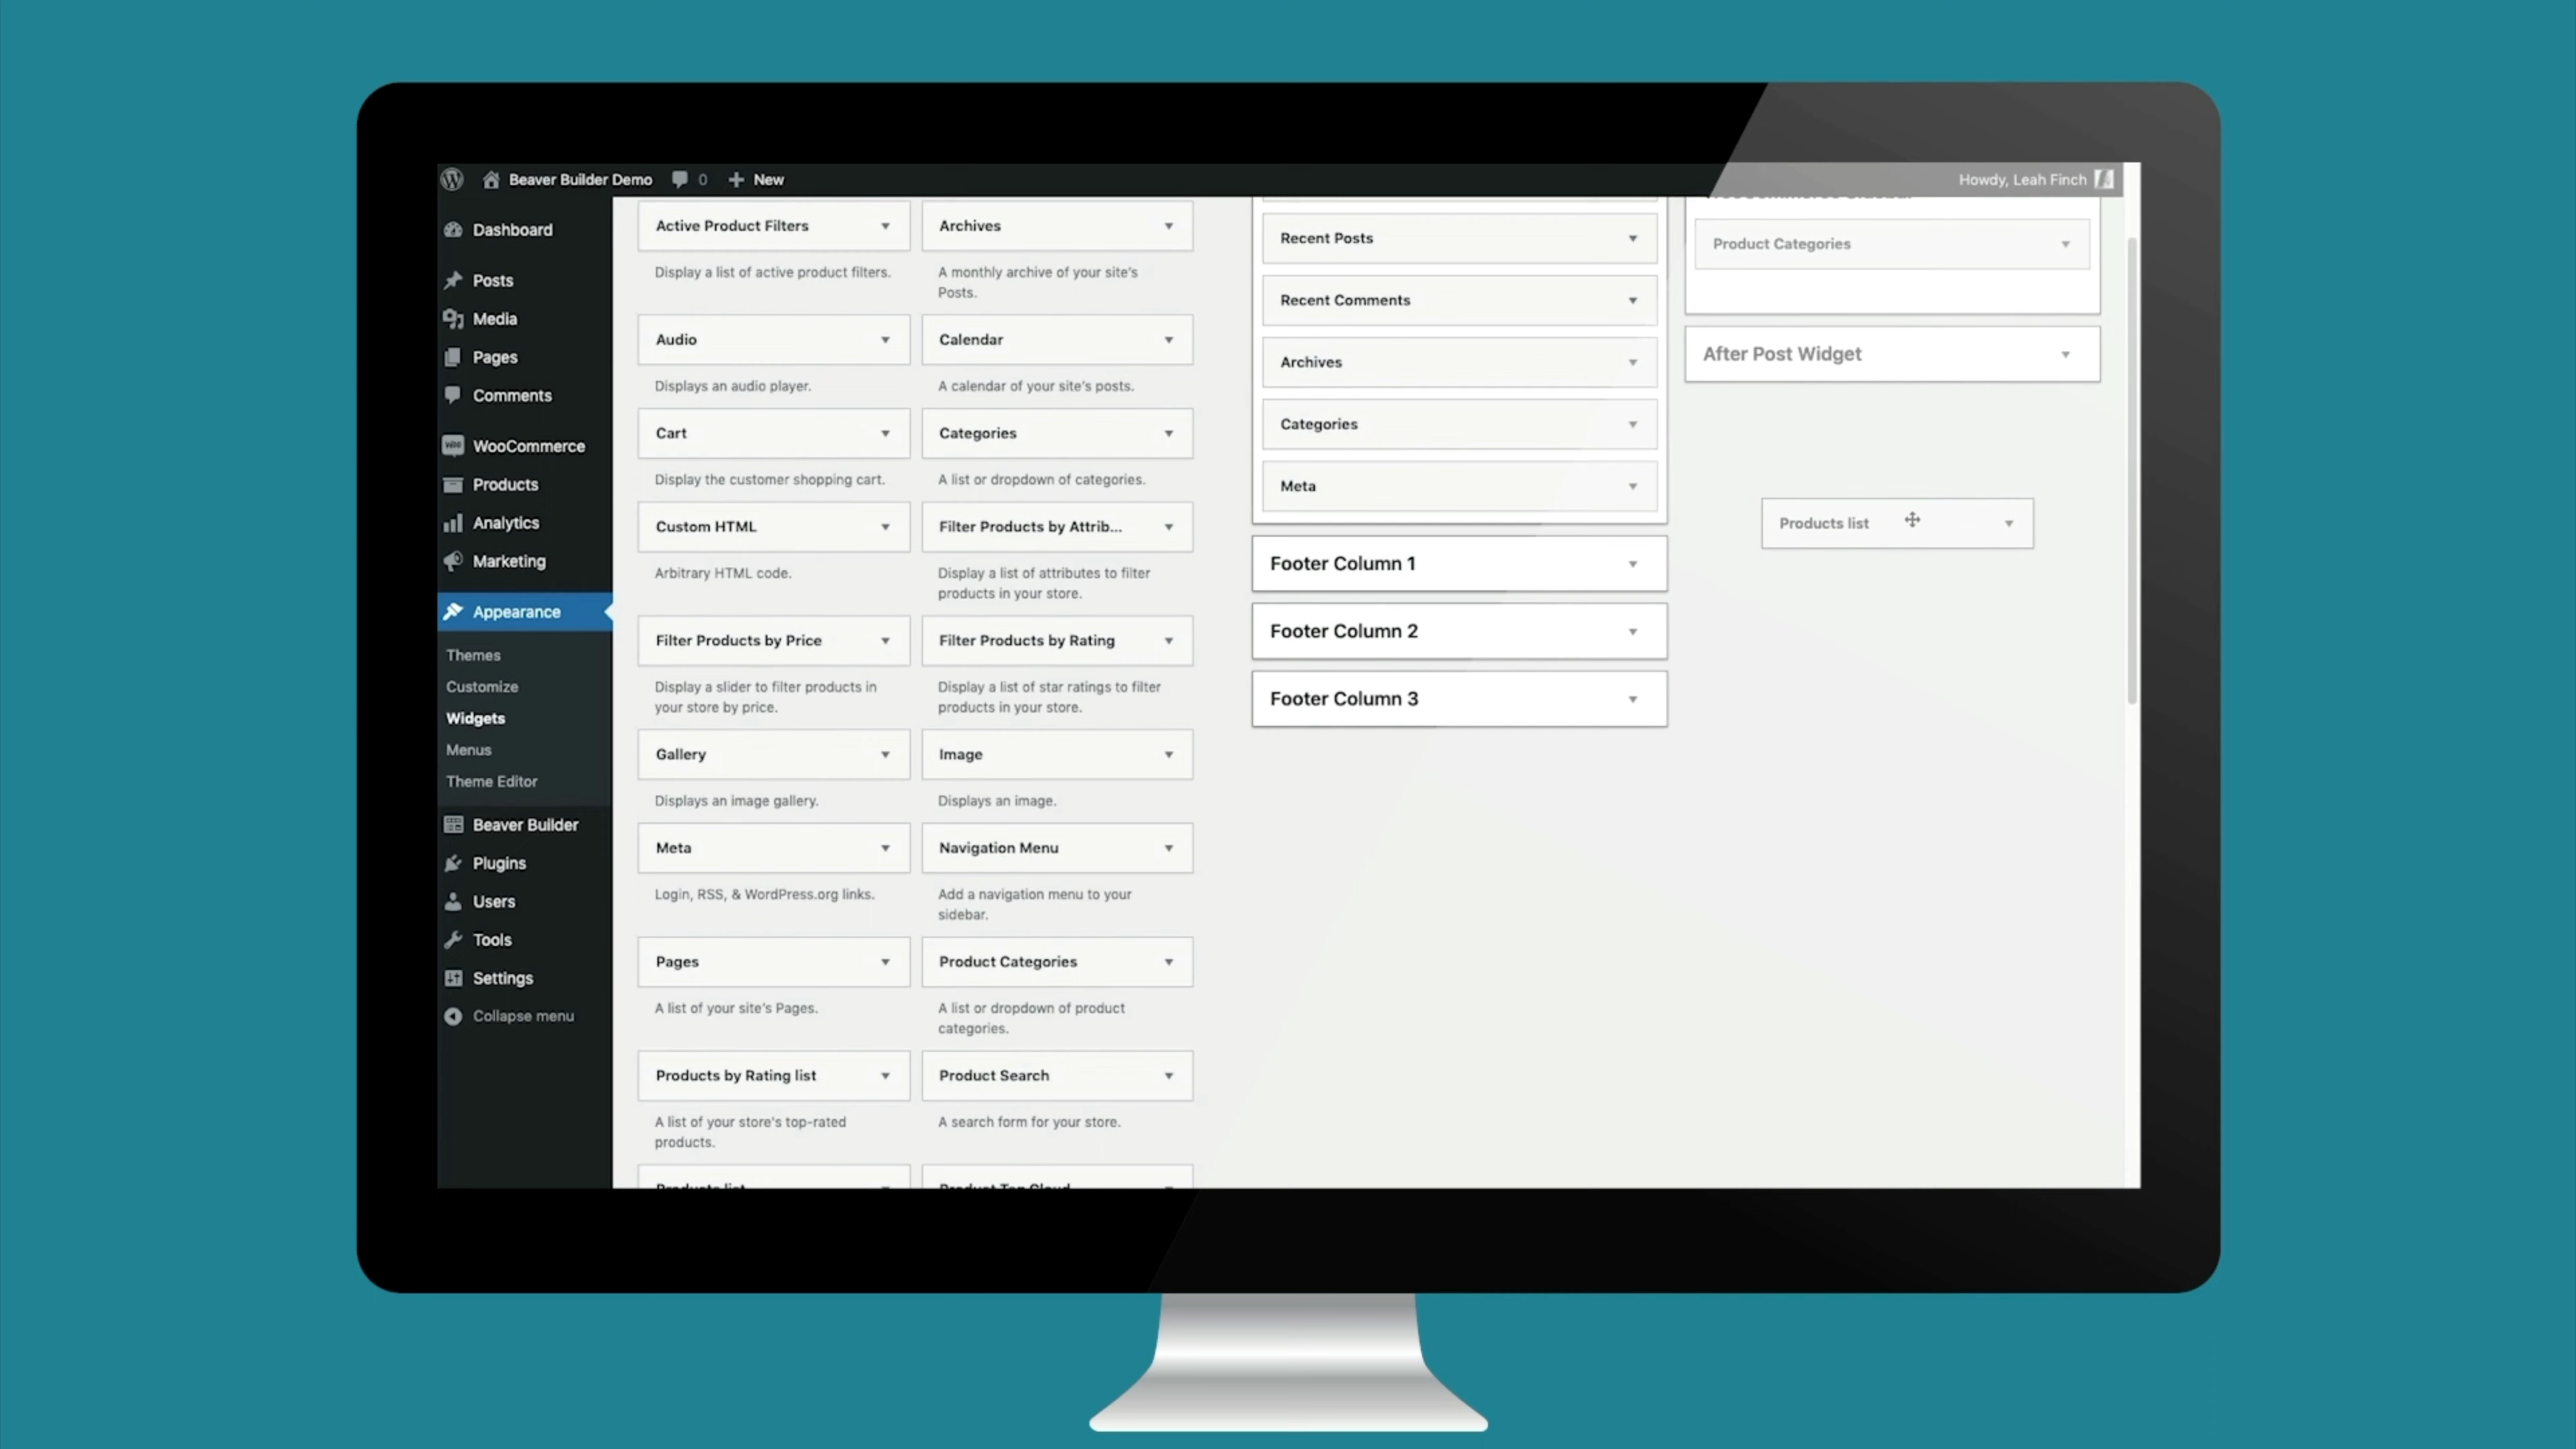 Beaver Builder Demo
0
New
Howdy, Leah Finch
Dashboard
Posts
Media
Pages
Comments
WooCommerce
Products
Analytics
Marketing
Appearance
Themes
Customize
Widgets
Menus
Theme Editor
Beaver Builder
Plugins
Users
Tools
Settings
Collapse menu
Active Product Filters
Display a list of active product filters.
Archives
A monthly archive of your site's
Posts.
Audio
Displays an audio player.
Calendar
A calendar of your site's posts.
Cart
Display the customer shopping cart.
Categories
A list or dropdown of categories.
Custom HTML
Arbitrary HTML code.
Filter Products by Attrib...
Display a list of attributes to filter
products in your store.
Filter Products by Price
Display a slider to filter products in
your store by price.
Filter Products by Rating
Display a list of star ratings to filter
products in your store.
Gallery
Displays an image gallery.
Image
Displays an image.
Meta
Login, RSS, & WordPress.org links.
Navigation Menu
Add a navigation menu to your
sidebar.
Pages
A list of your site's Pages.
Product Categories
A list or dropdown of product
categories.
Products by Rating list
A list of your store's top-rated
products.
Product Search
A search form for your store.
Products list
Product Tag Cloud
Recent Posts
Recent Comments
Archives
Categories
Meta
Footer Column 1
Footer Column 2
Footer Column 3
Product Categories
After Post Widget
Products list